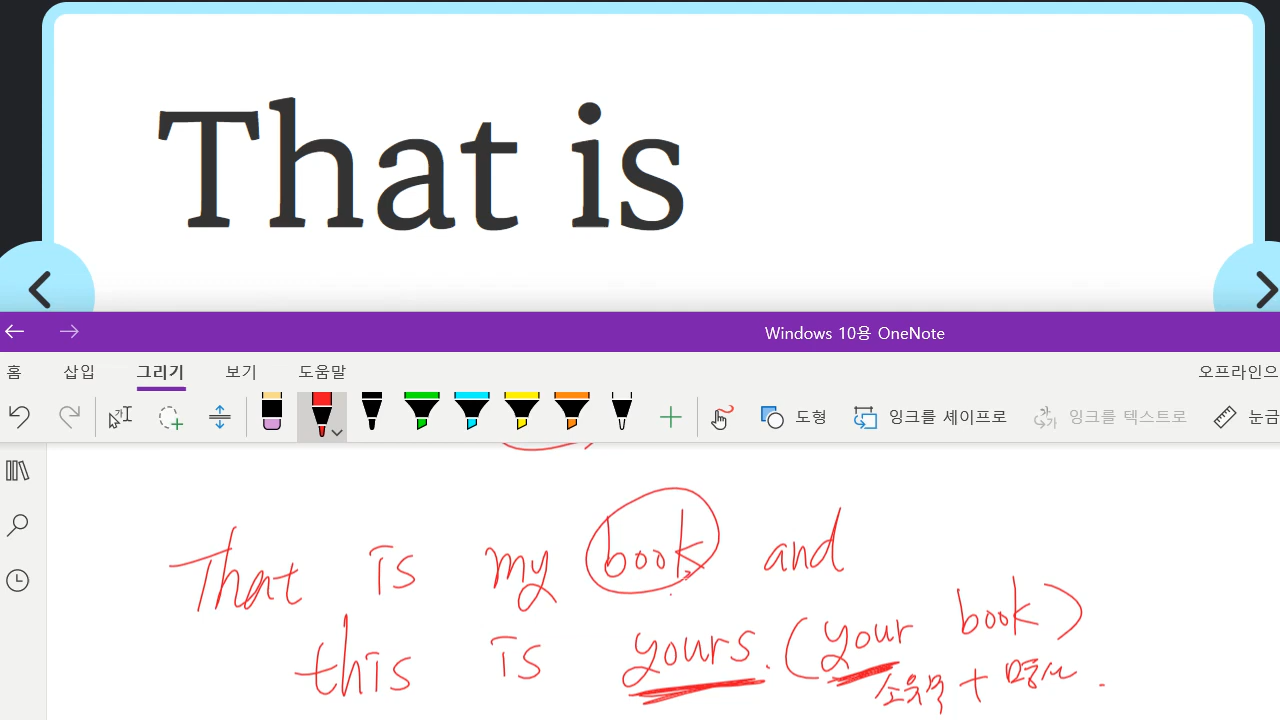 That is
Windows 10용 OneNote
홈 삽입 그리기 보기 도움말 오프라인으
가 도형 잉크를 셰이프로 잉크를 텍스트로 눈금
That is my book and
this is yours. (your book)
소유격 + 명사.